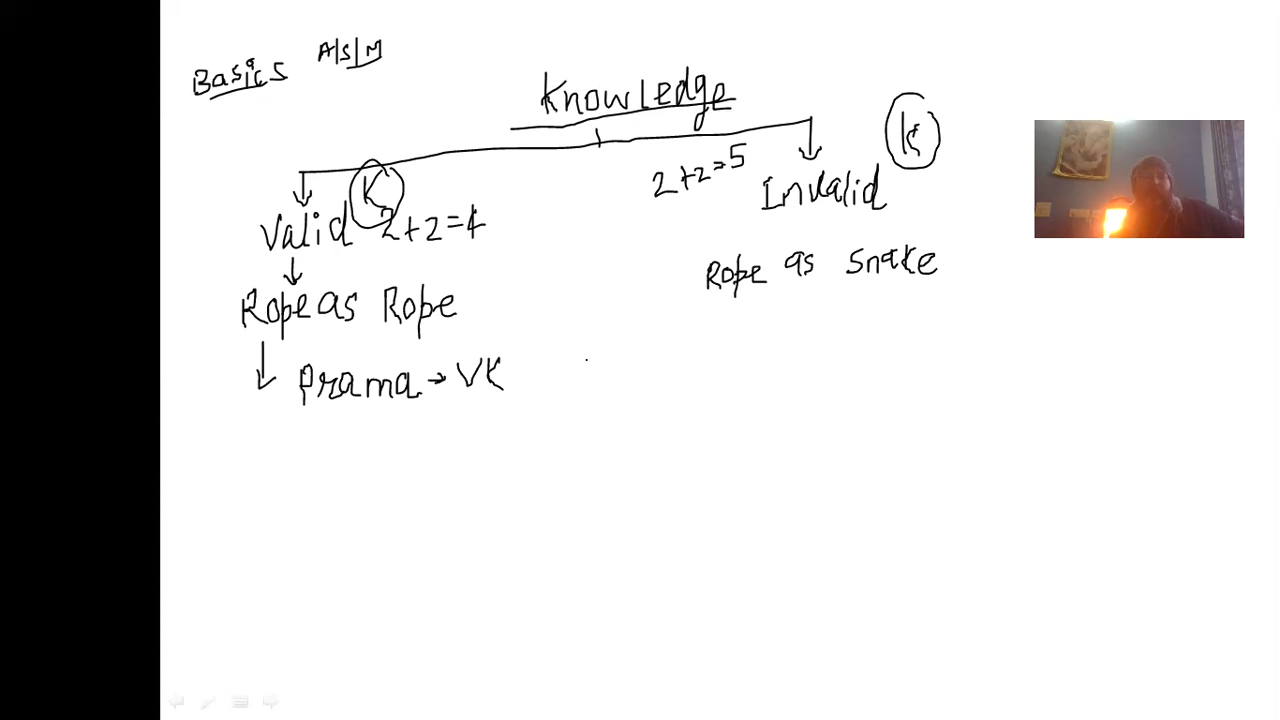 Basics A|S|M
Knowledge
K
K
2+2=5
Invalid
Valid 2+2=4
Rope as Snake
Rope as Rope
Prama → VK